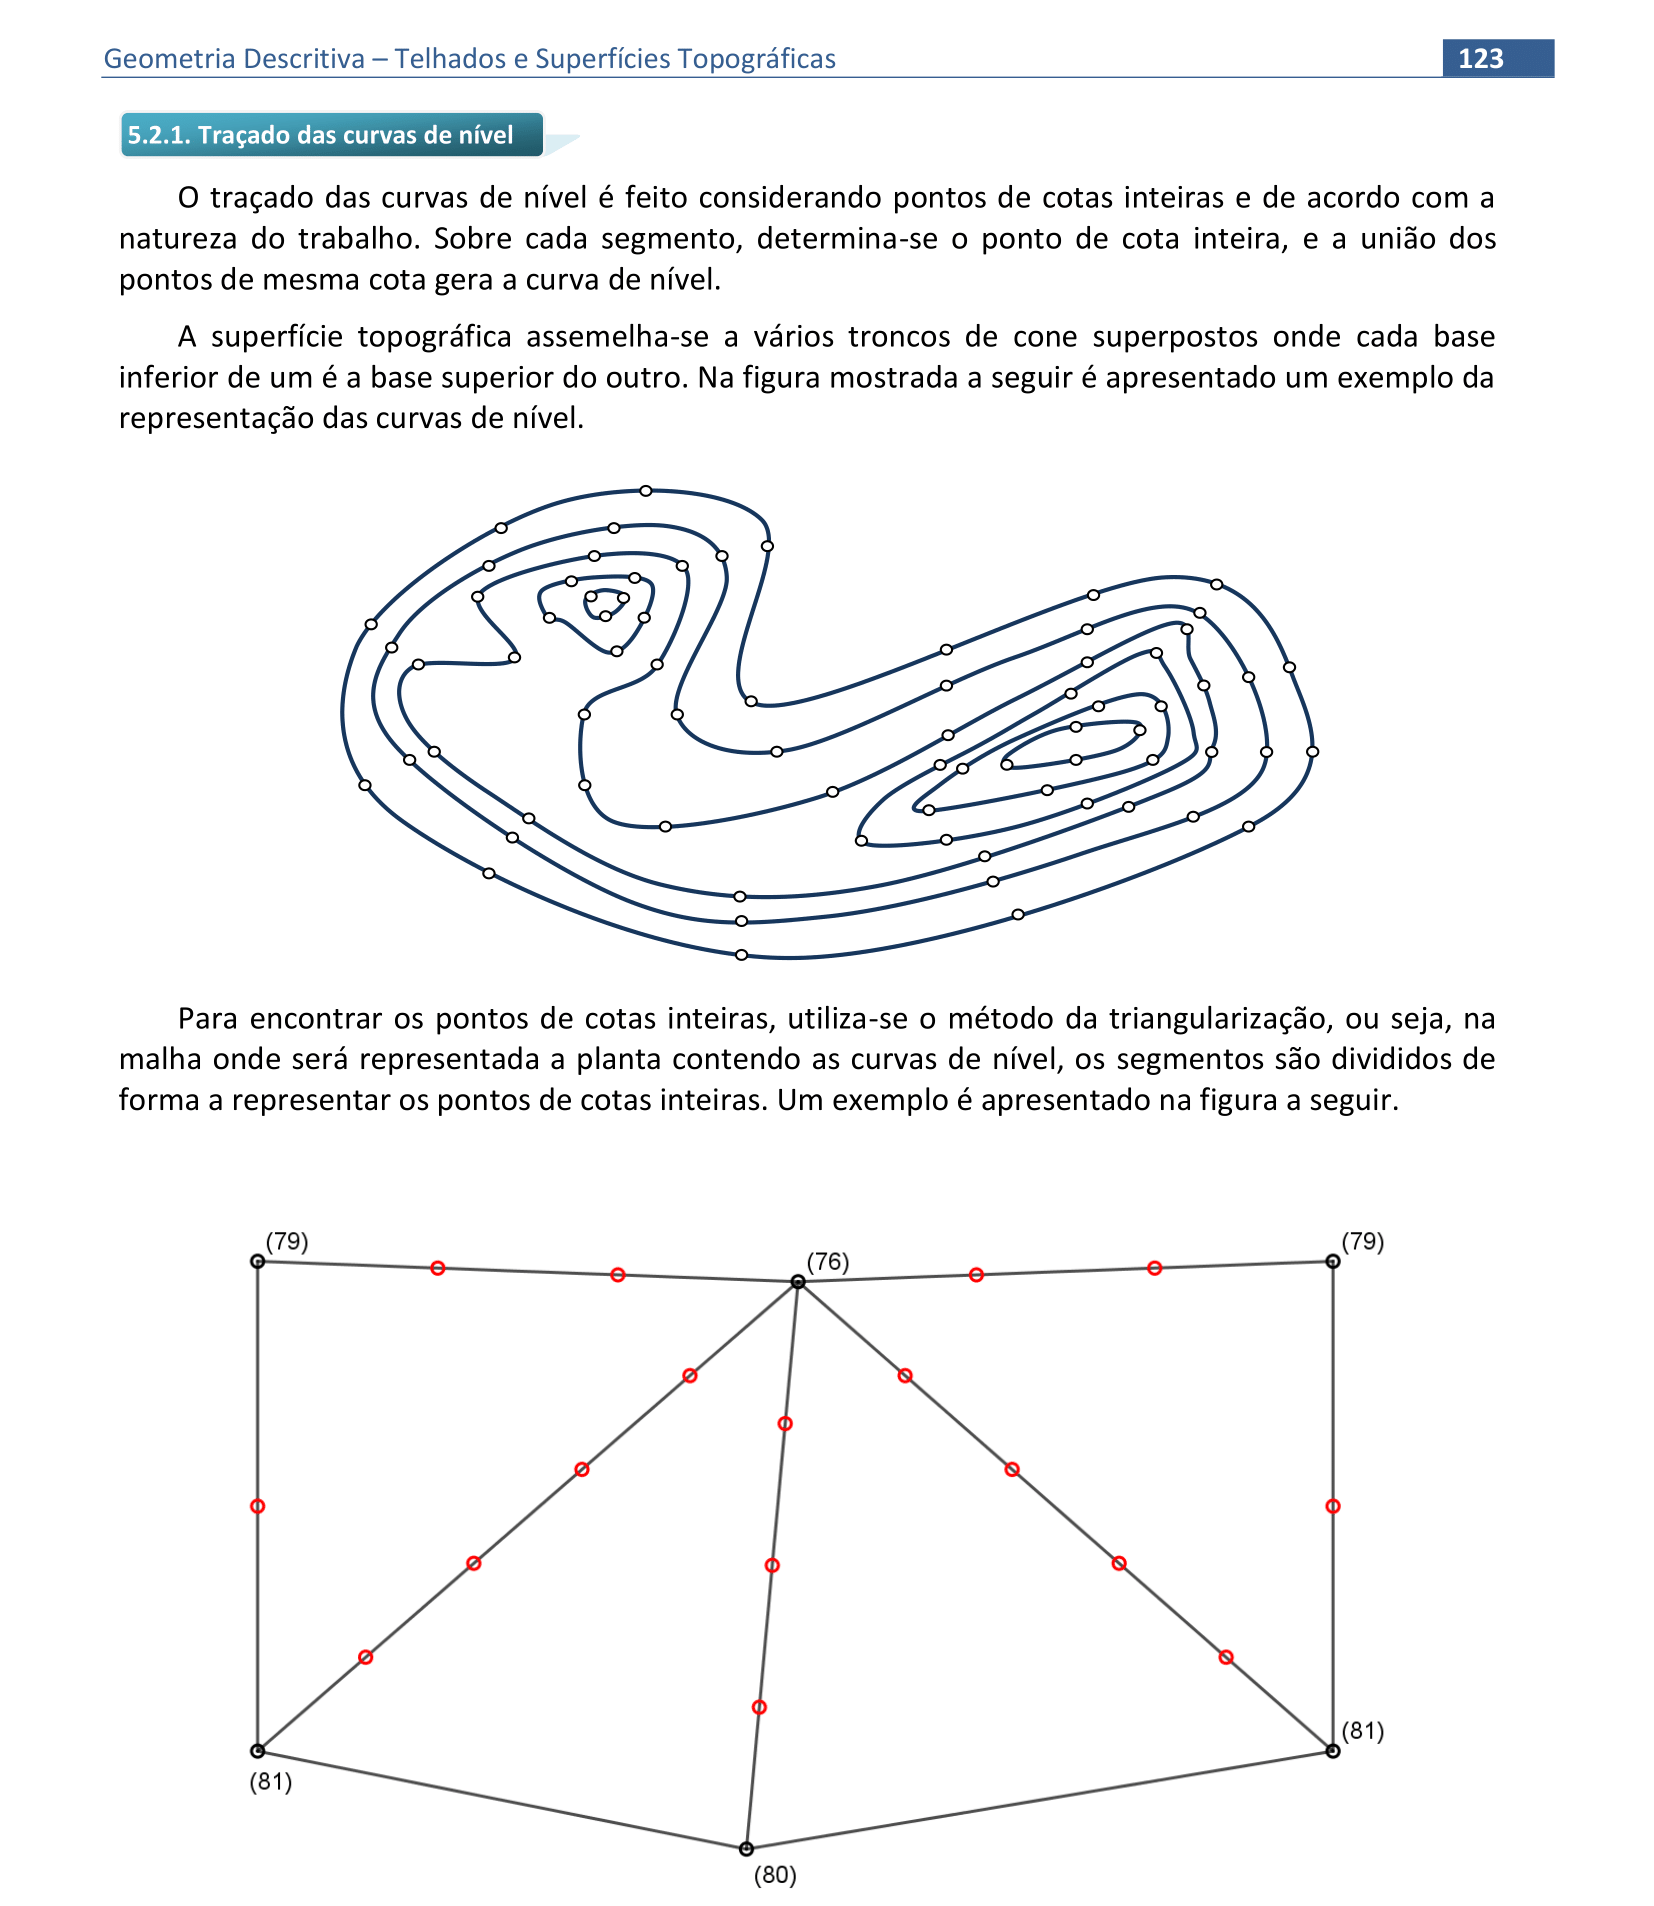 Geometria Descritiva – Telhados e Superfícies Topográficas
123
5.2.1. Traçado das curvas de nível
O traçado das curvas de nível é feito considerando pontos de cotas inteiras e de acordo com a
natureza do trabalho. Sobre cada segmento, determina-se o ponto de cota inteira, e a união dos
pontos de mesma cota gera a curva de nível.
A superfície topográfica assemelha-se a vários troncos de cone superpostos onde cada base
inferior de um é a base superior do outro. Na figura mostrada a seguir é apresentado um exemplo da
representação das curvas de nível.
Para encontrar os pontos de cotas inteiras, utiliza-se o método da triangularização, ou seja, na
malha onde será representada a planta contendo as curvas de nível, os segmentos são divididos de
forma a representar os pontos de cotas inteiras. Um exemplo é apresentado na figura a seguir.
(79)
(76)
(79)
(81)
(81)
(80)